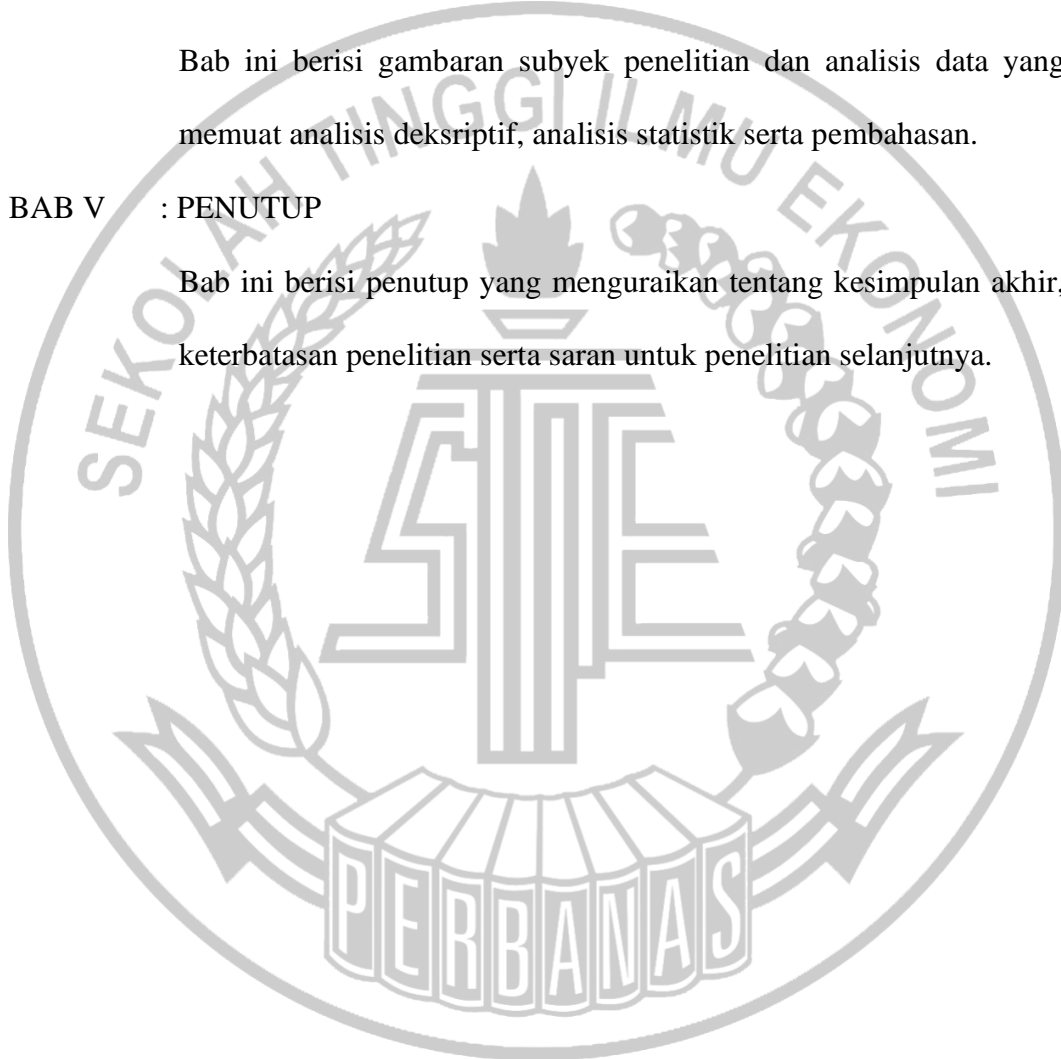 Bab ini berisi gambaran subyek penelitian dan analisis data yang
memuat analisis deksriptif, analisis statistik serta pembahasan.
BAB V : PENUTUP
Bab ini berisi penutup yang menguraikan tentang kesimpulan akhir,
keterbatasan penelitian serta saran untuk penelitian selanjutnya.
SEKOLAH TINGGI ILMU EKONOMI
STIE
PERBANAS